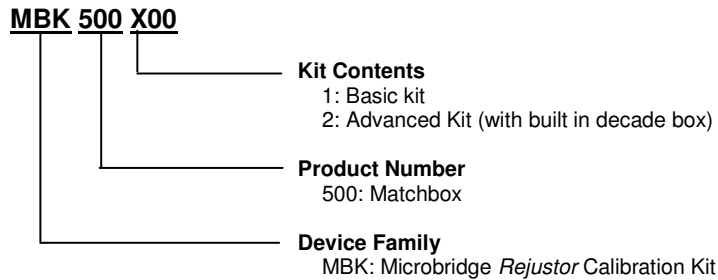 MBK 500 X00
Kit Contents
1: Basic kit
2: Advanced Kit (with built in decade box)
Product Number
500: Matchbox
Device Family
MBK: Microbridge Rejustor Calibration Kit